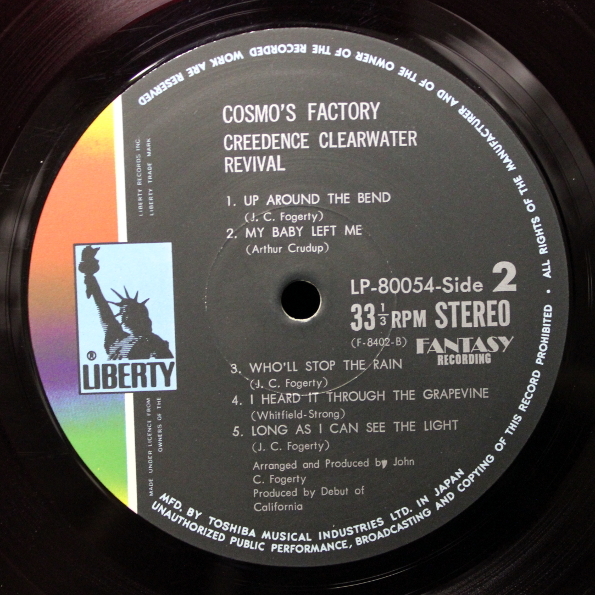 COSMO'S FACTORY
CREEDENCE CLEARWATER
REVIVAL
1. UP AROUND THE BEND
(J. C. Fogerty)
2. MY BABY LEFT ME
(Arthur Crudup)
LP-80054-Side 2
33 1/3 RPM STEREO
(F-8402-B) FANTASY
RECORDING
3. WHO'LL STOP THE RAIN
(J. C. Fogerty)
4. I HEARD IT THROUGH THE GRAPEVINE
(Whitfield-Strong)
5. LONG AS I CAN SEE THE LIGHT
(J. C. Fogerty)
Arranged and Produced by John
C. Fogerty
Produced by Debut of
California
® LIBERTY
LIBERTY RECORDS INC.
LIBERTY TRADE MARK
MADE UNDER LICENCE FROM
OWNERS OF THE
MFD. BY TOSHIBA MUSICAL INDUSTRIES LTD. IN JAPAN
UNAUTHORIZED PUBLIC PERFORMANCE, BROADCASTING AND COPYING OF THIS RECORD PROHIBITED • ALL RIGHTS OF THE MANUFACTURER AND OF THE OWNER OF THE RECORDED WORK ARE RESERVED